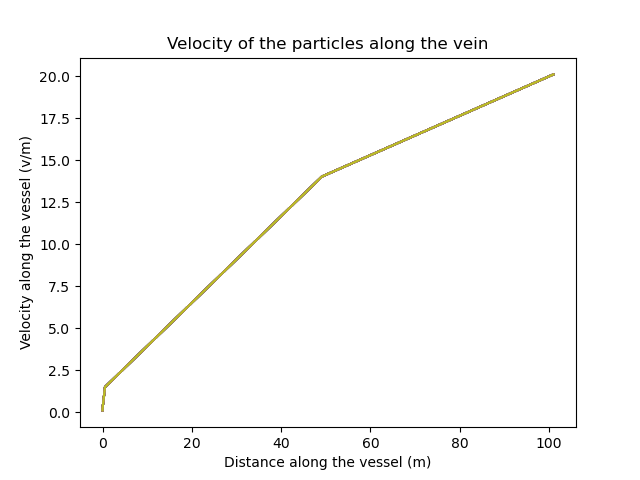 Velocity of the particles along the vein
20.0
17.5
15.0
12.5
10.0
7.5
5.0
2.5
0.0
Velocity along the vessel (v/m)
0 20 40 60 80 100
Distance along the vessel (m)